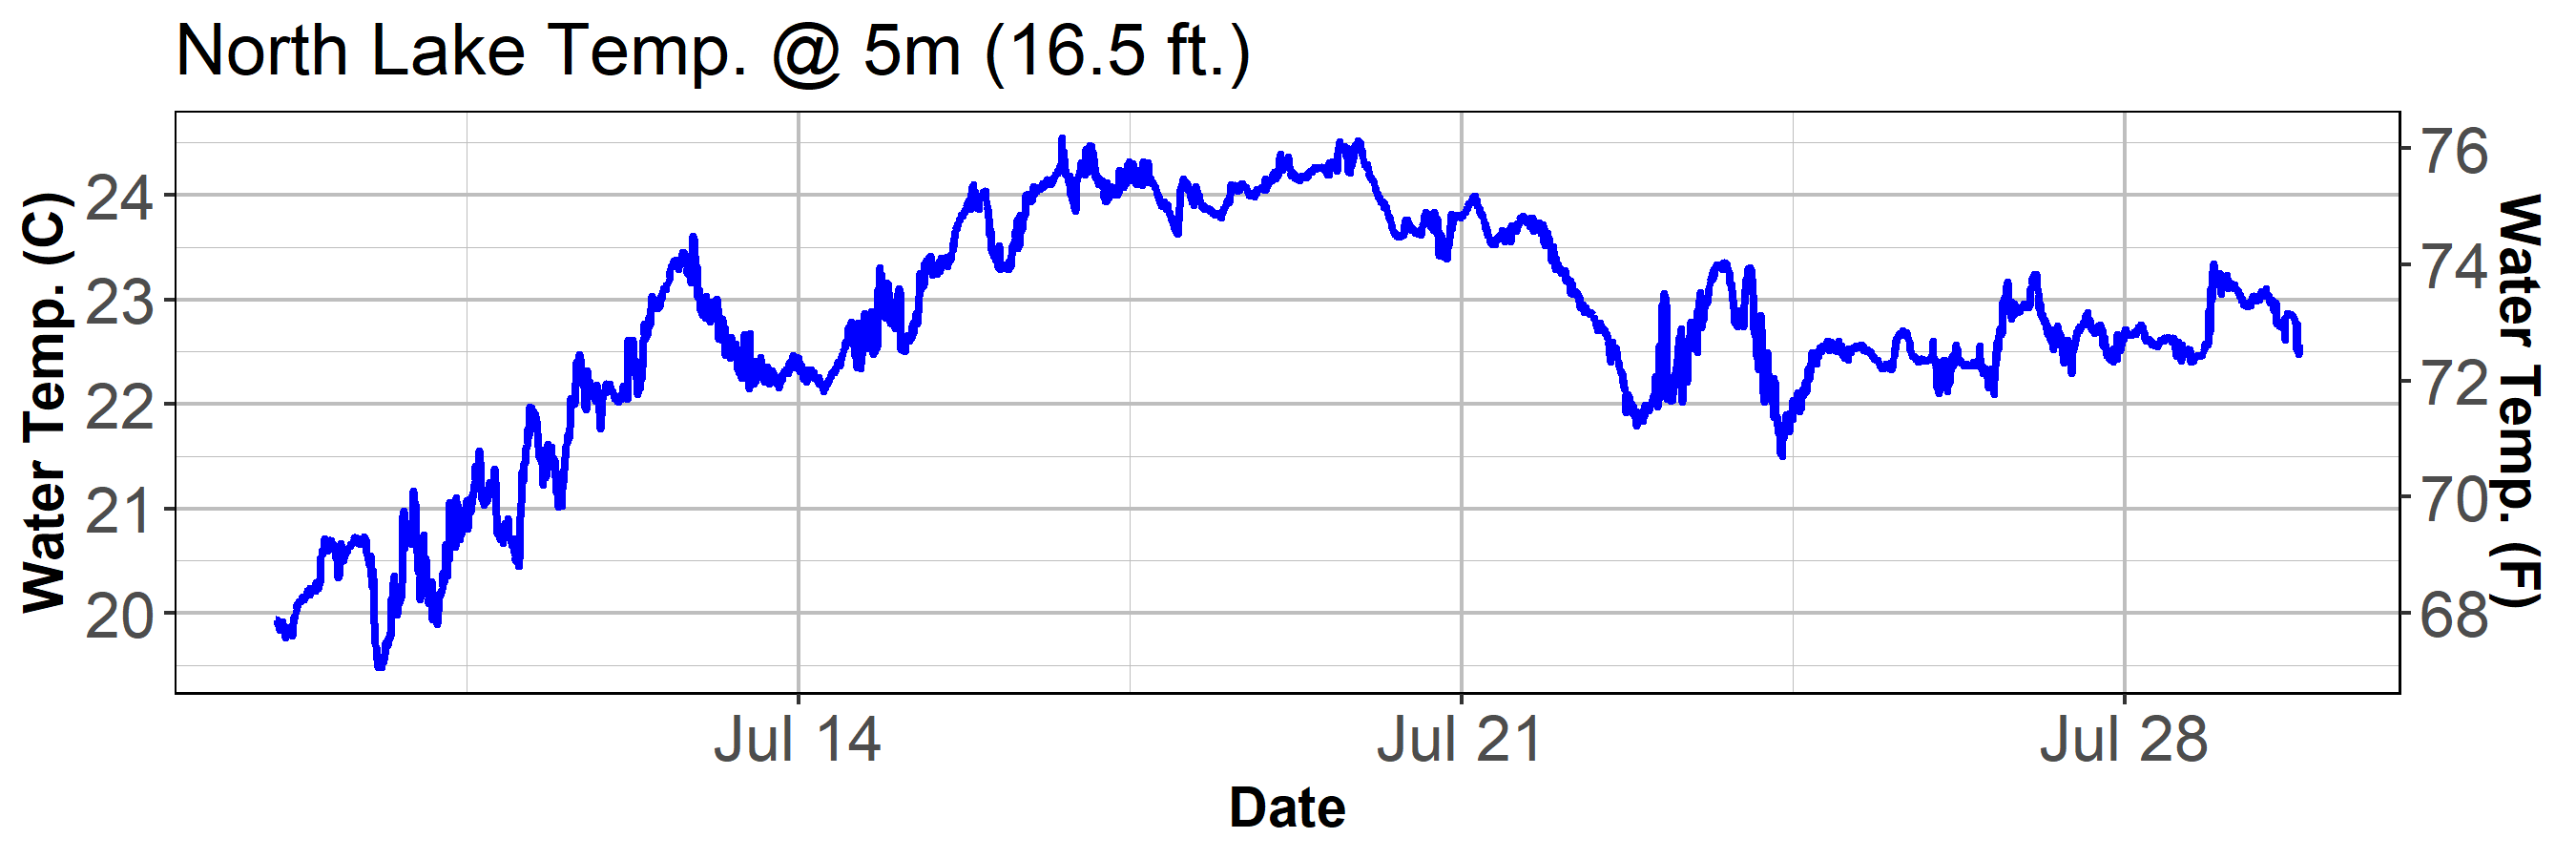 North Lake Temp. @ 5m (16.5 ft.)
Water Temp. (C)
24
23
22
21
20
76
74
72
70
68
Water Temp. (F)
Jul 14
Jul 21
Jul 28
Date